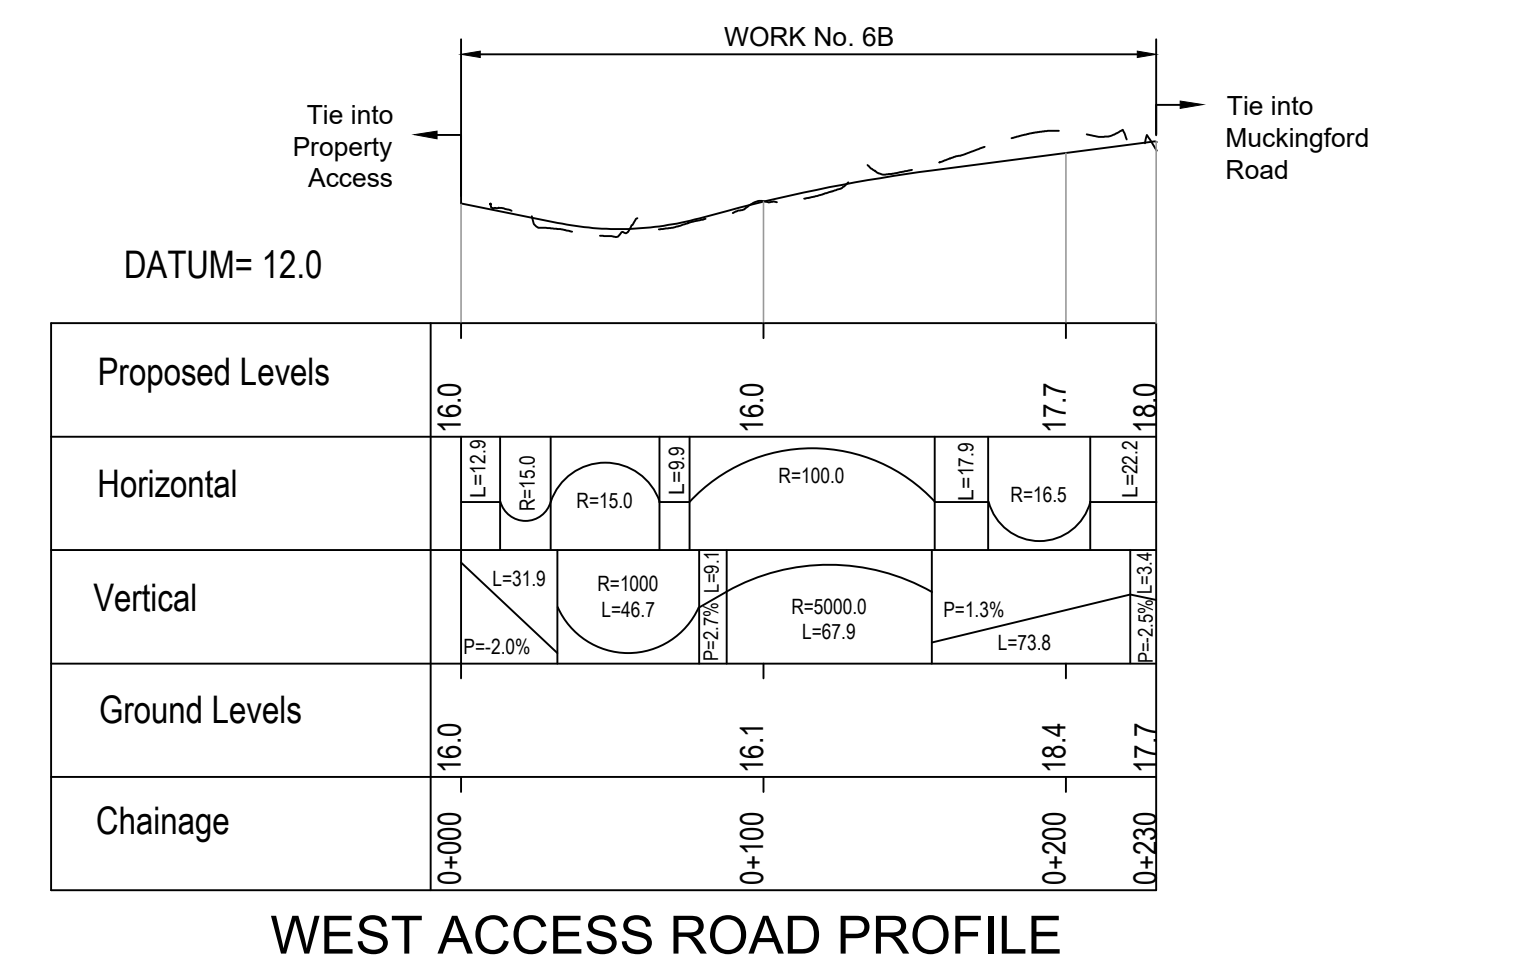 WORK No. 6B
Tie into
Property
Access
Tie into
Muckingford
Road
DATUM= 12.0
Proposed Levels
16.0
16.0
17.7
18.0
Horizontal
L=12.9
R=15.0
R=15.0
L=9.9
R=100.0
L=17.9
R=16.5
L=22.2
Vertical
P=-2.0%
L=31.9
R=1000
L=46.7
P=2.7% L=9.1
R=5000.0
L=67.9
P=1.3%
L=73.8
P=-2.5% L=3.4
Ground Levels
16.0
16.1
18.4
17.7
Chainage
0+000
0+100
0+200
0+230
WEST ACCESS ROAD PROFILE